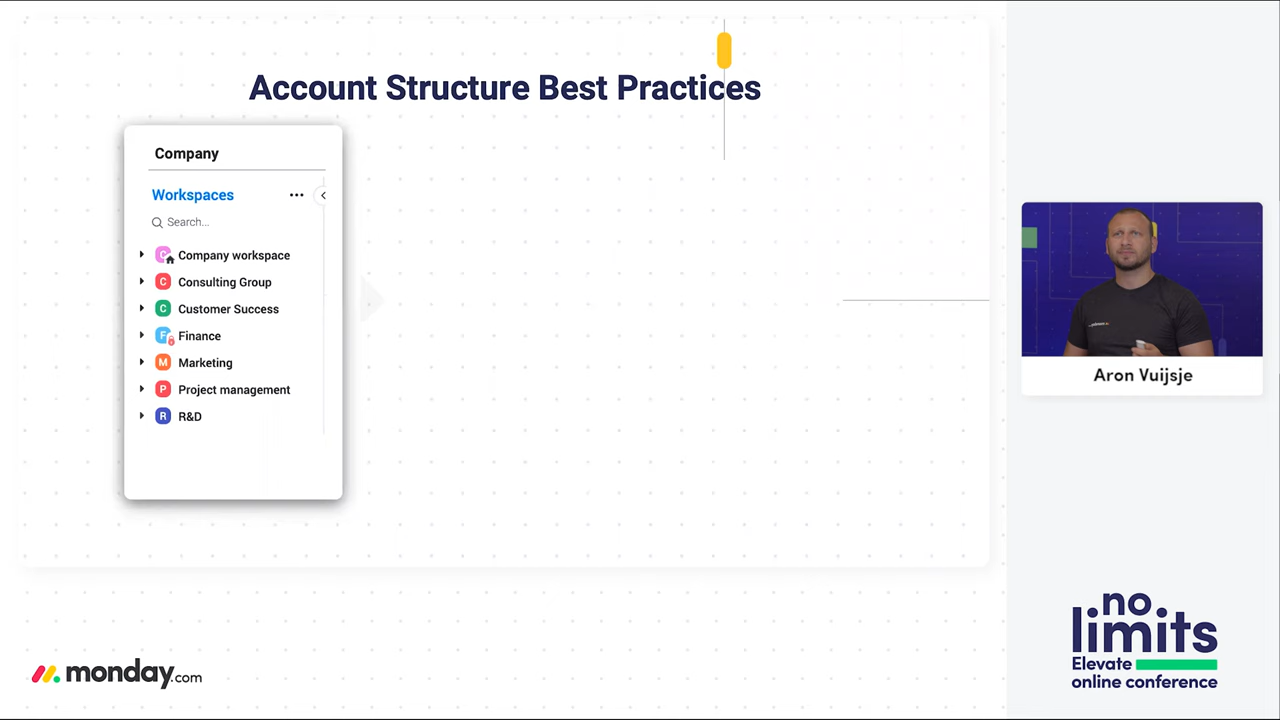 Account Structure Best Practices
Company
Workspaces
Search...
C Company workspace
C Consulting Group
C Customer Success
F Finance
M Marketing
P Project management
R R&D
Aron Vuijsje
no
limits
Elevate
online conference
monday.com